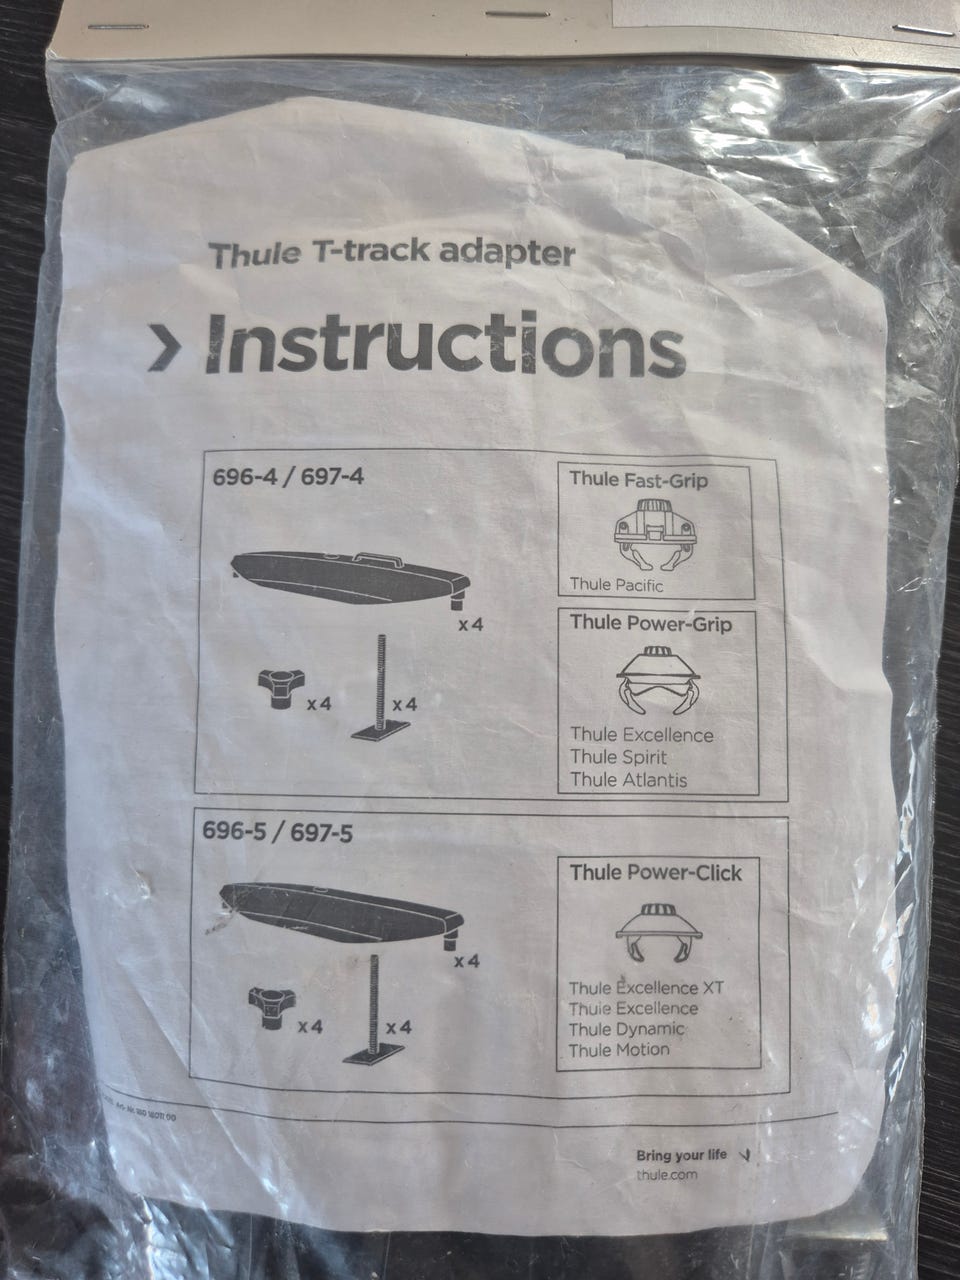 Thule T-track adapter
Instructions
696-4 / 697-4
x4
x4
x4
Thule Fast-Grip
Thule Pacific
Thule Power-Grip
Thule Excellence
Thule Spirit
Thule Atlantis
696-5 / 697-5
x4
x4
x4
Thule Power-Click
Thule Excellence XT
Thule Excellence
Thule Dynamic
Thule Motion
Art- Nr.
Bring your life
thule.com